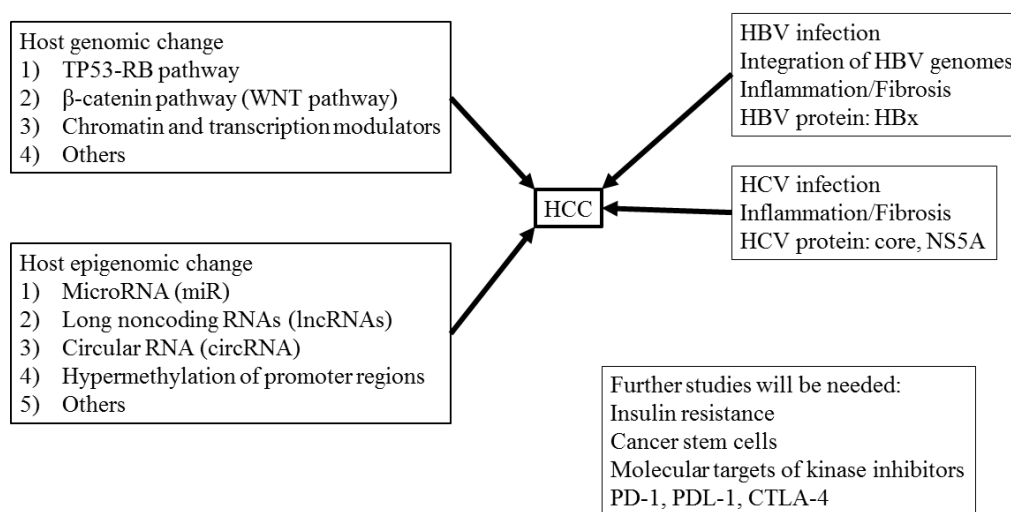 Host genomic change
1) TP53-RB pathway
2) β-catenin pathway (WNT pathway)
3) Chromatin and transcription modulators
4) Others
HBV infection
Integration of HBV genomes
Inflammation/Fibrosis
HBV protein: HBx
HCC
HCV infection
Inflammation/Fibrosis
HCV protein: core, NS5A
Host epigenomic change
1) MicroRNA (miR)
2) Long noncoding RNAs (lncRNAs)
3) Circular RNA (circRNA)
4) Hypermethylation of promoter regions
5) Others
Further studies will be needed:
Insulin resistance
Cancer stem cells
Molecular targets of kinase inhibitors
PD-1, PDL-1, CTLA-4